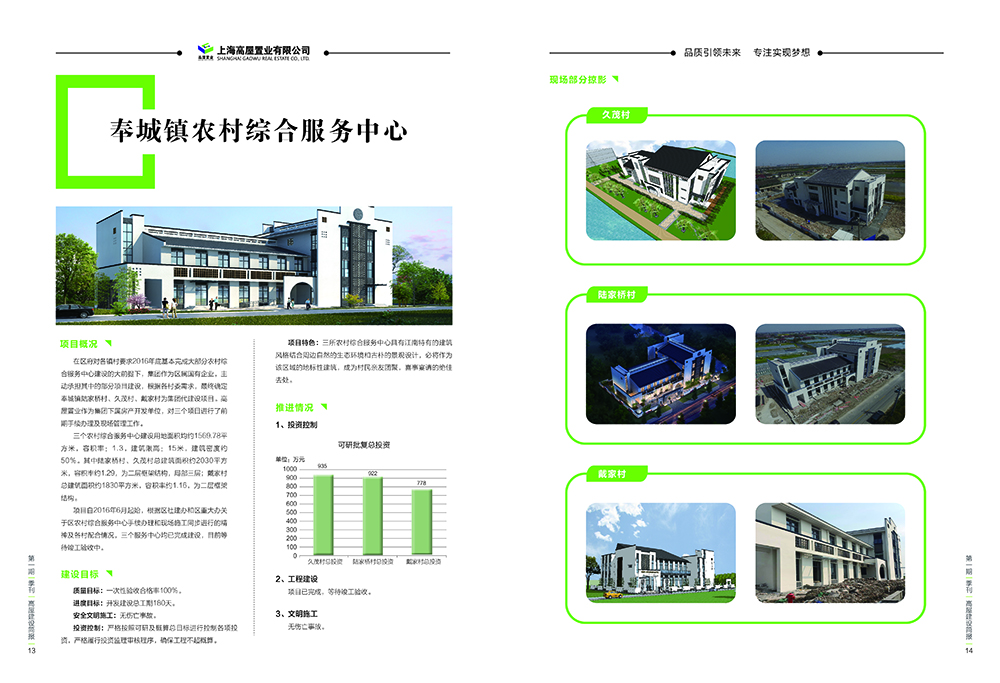 高屋置业
上海高屋置业有限公司
SHANGHAI GAOWU REAL ESTATE CO., LTD.
奉城镇农村综合服务中心
项目概况
在区府对各镇村要求2016年底基本完成大部分农村综
合服务中心建设的大前提下，集团作为区属国有企业，主
动承担其中的部分项目建设，根据各村委需求，最终确定
奉城镇陆家桥村、久茂村、戴家村为集团代建设项目。高
屋置业作为集团下属房产开发单位，对三个项目进行了前
期手续办理及现场管理工作。
三个农村综合服务中心建设用地面积均约1569.78平
方米，容积率：1.3，建筑限高：15米，建筑密度约
50%。其中陆家桥村、久茂村总建筑面积约2030平方
米，容积率约1.29，为二层框架结构，局部三层；戴家村
总建筑面积约1830平方米，容积率约1.16，为二层框架
结构。
项目自2016年6月起始，根据区社建办和区重大办关
于区农村综合服务中心手续办理和现场施工同步进行的精
神及各村配合情况，三个服务中心均已完成建设，目前等
待竣工验收中。
建设目标
质量目标：一次性验收合格率100%。
进度目标：开发建设总工期180天。
安全文明施工：无伤亡事故。
投资控制：严格按照可研及概算总目标进行控制各项投
资，严格履行投资监理审核程序，确保工程不超概算。
项目特色：三所农村综合服务中心具有江南特有的建筑
风格结合周边自然的生态环境和古朴的景观设计，必将作为
该区域的地标性建筑，成为村民亲友团聚，喜事宴请的绝佳
去处。
推进情况
1、投资控制
可研批复总投资
单位：万元
1000
900
800
700
600
500
400
300
200
100
0
935
922
778
久茂村总投资
陆家桥村总投资
戴家村总投资
2、工程建设
项目已完成，等待竣工验收。
3、文明施工
无伤亡事故。
第一期
季刊
高屋建设简报
13
品质引领未来 专注实现梦想
现场部分掠影
久茂村
陆家桥村
戴家村
第一期
季刊
高屋建设简报
14